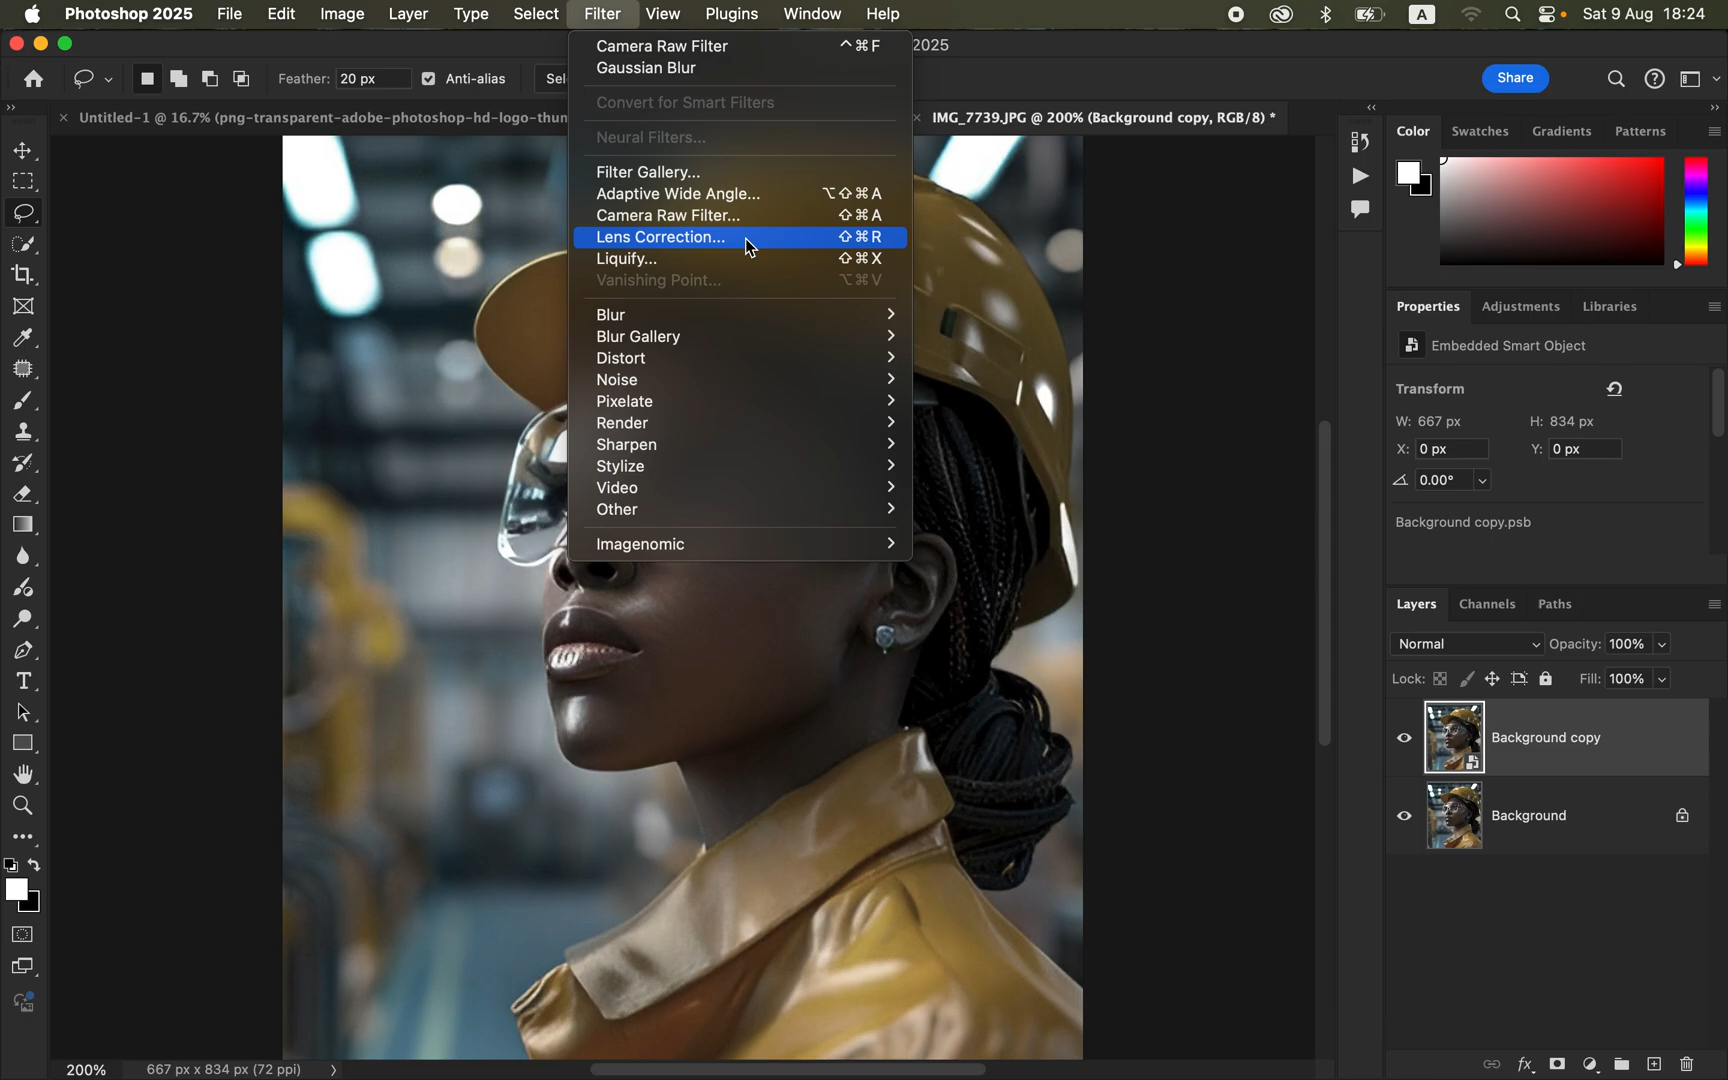 Photoshop 2025 File Edit Image Layer Type Select Filter View Plugins Window Help A Sat 9 Aug 18:24
2025
Feather: 20 px Anti-alias Sel Share
× Untitled-1 @ 16.7% (png-transparent-adobe-photoshop-hd-logo-thun × IMG_7739.JPG @ 200% (Background copy, RGB/8) *
Camera Raw Filter ^⌘F
Gaussian Blur
Convert for Smart Filters
Neural Filters...
Filter Gallery...
Adaptive Wide Angle... ⌥⇧⌘A
Camera Raw Filter... ⇧⌘A
Lens Correction... ⇧⌘R
Liquify... ⇧⌘X
Vanishing Point... ⌥⌘V
Blur
Blur Gallery
Distort
Noise
Pixelate
Render
Sharpen
Stylize
Video
Other
Imagenomic
Color Swatches Gradients Patterns
Properties Adjustments Libraries
Embedded Smart Object
Transform
W: 667 px H: 834 px
X: 0 px Y: 0 px
0.00°
Background copy.psb
Layers Channels Paths
Normal Opacity: 100%
Lock: Fill: 100%
Background copy
Background
T
fx
200% 667 px x 834 px (72 ppi)